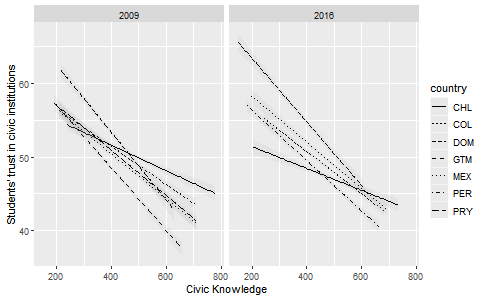 2009
2016
Students' trust in civic institutions
60
50
40
200
400
600
800
200
400
600
800
Civic Knowledge
country
CHL
COL
DOM
GTM
MEX
PER
PRY